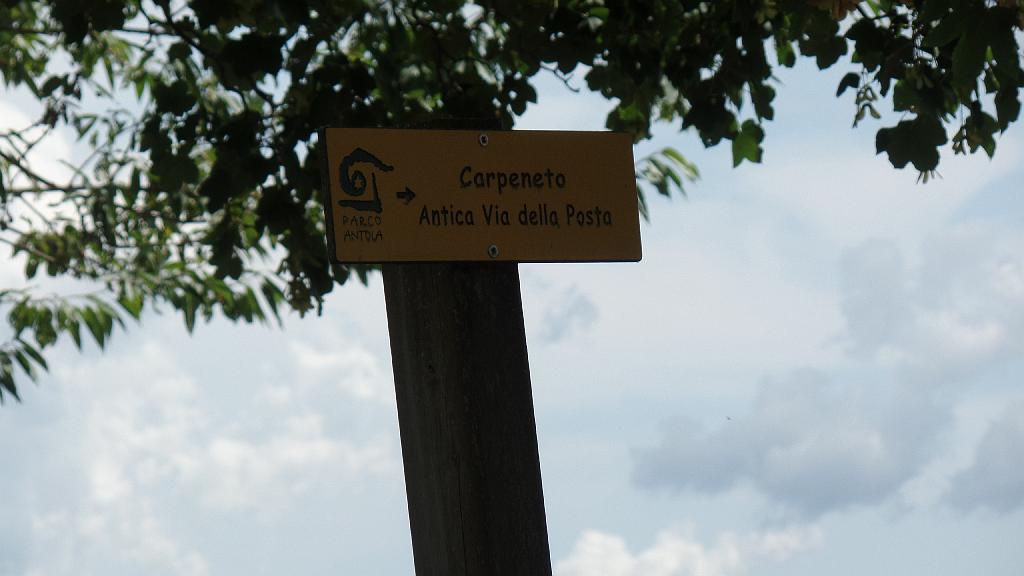 PARCO
ANTOLA
Carpeneto
Antica Via della Posta